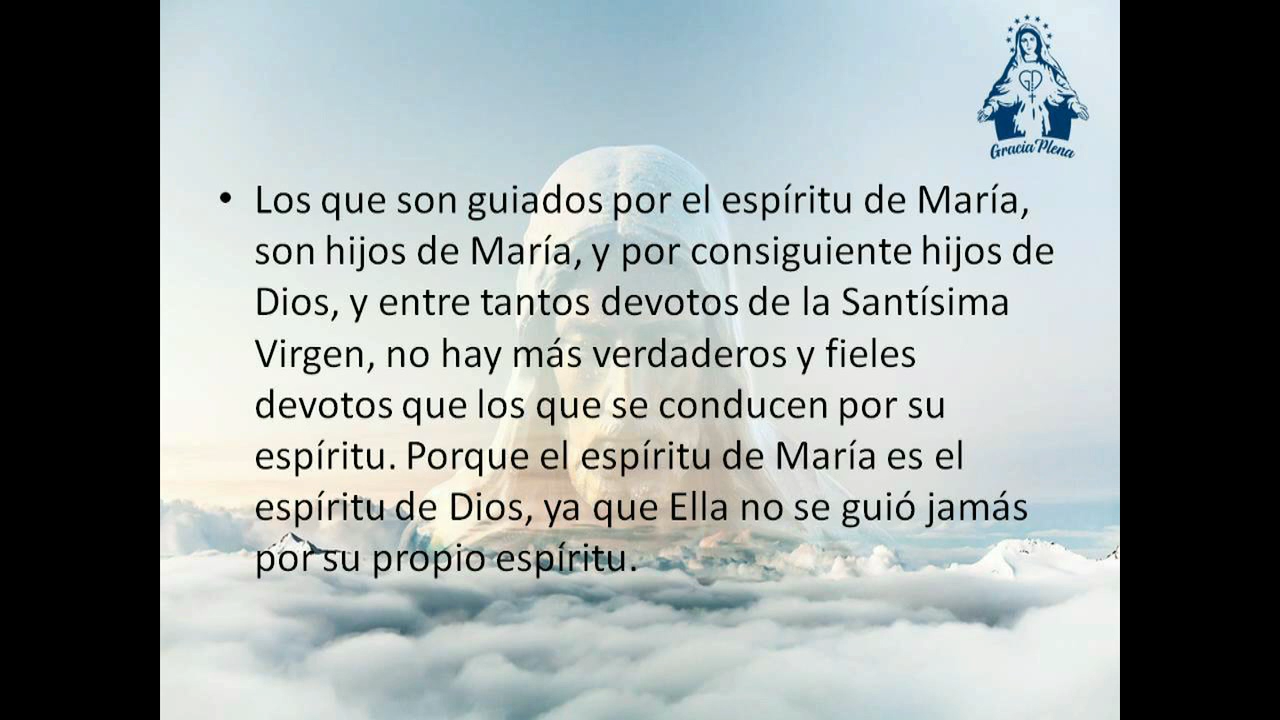 Gracia Plena
• Los que son guiados por el espíritu de María,
son hijos de María, y por consiguiente hijos de
Dios, y entre tantos devotos de la Santísima
Virgen, no hay más verdaderos y fieles
devotos que los que se conducen por su
espíritu. Porque el espíritu de María es el
espíritu de Dios, ya que Ella no se guió jamás
por su propio espíritu.